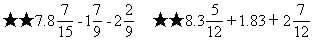 ★★7.8 7/15 - 1 7/9 - 2 2/9 ★★8.3 5/12 + 1.83 + 2 7/12